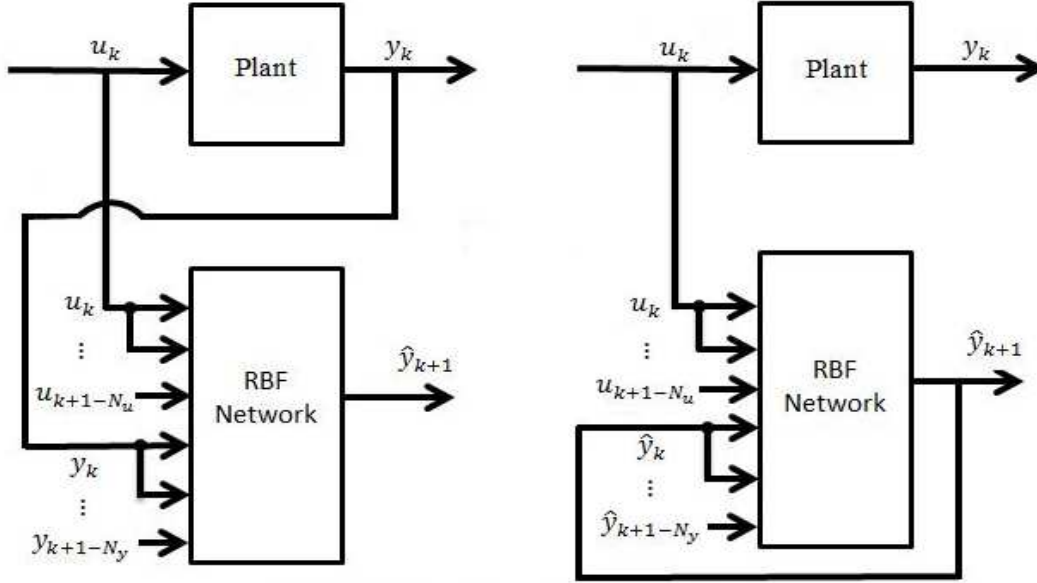 u_k
Plant
y_k
u_k
⋮
u_{k+1-N_u}
y_k
⋮
y_{k+1-N_y}
RBF
Network
ŷ_{k+1}
u_k
Plant
y_k
u_k
⋮
u_{k+1-N_u}
ŷ_k
⋮
ŷ_{k+1-N_y}
RBF
Network
ŷ_{k+1}